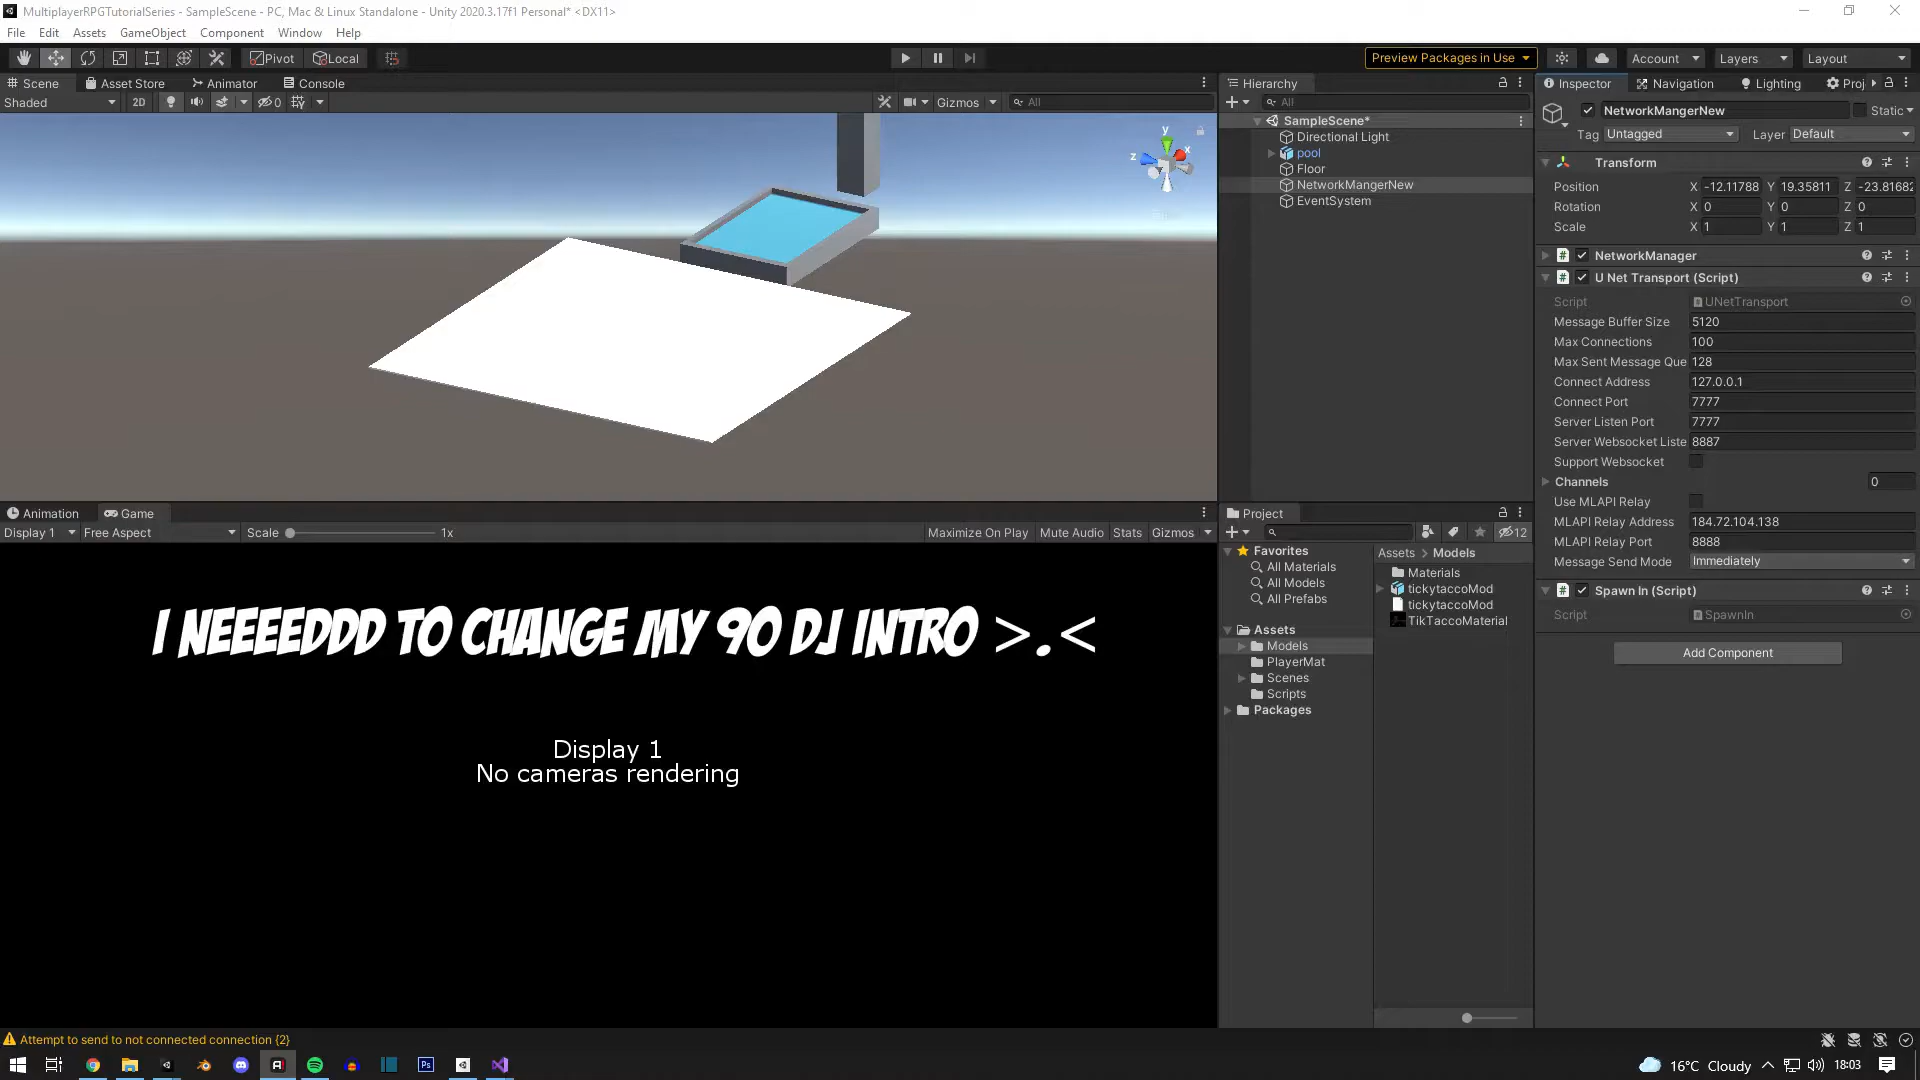 MultiplayerRPGTutorialSeries - SampleScene - PC, Mac & Linux Standalone - Unity 2020.3.17f1 Personal* <DX11>
File Edit Assets GameObject Component Window Help
Pivot Local Preview Packages in Use Account Layers Layout
Scene Asset Store Animator Console
Shaded 2D 0 Gizmos All
y
x
z
Animation Game
Display 1 Free Aspect Scale 1x Maximize On Play Mute Audio Stats Gizmos
I NEEEEDDD TO CHANGE MY 90 DJ INTRO >.<
Display 1
No cameras rendering
Hierarchy
All
SampleScene*
Directional Light
pool
Floor
NetworkMangerNew
EventSystem
Project
12
Favorites
All Materials
All Models
All Prefabs
Assets
Models
PlayerMat
Scenes
Scripts
Packages
Assets > Models
Materials
tickytaccoMod
tickytaccoMod
TikTaccoMaterial
Inspector Navigation Lighting Proj
NetworkMangerNew Static
Tag Untagged Layer Default
Transform
Position X -12.11788 Y 19.35811 Z -23.81682
Rotation X 0 Y 0 Z 0
Scale X 1 Y 1 Z 1
NetworkManager
U Net Transport (Script)
Script UNetTransport
Message Buffer Size 5120
Max Connections 100
Max Sent Message Que 128
Connect Address 127.0.0.1
Connect Port 7777
Server Listen Port 7777
Server Websocket Liste 8887
Support Websocket
Channels 0
Use MLAPI Relay
MLAPI Relay Address 184.72.104.138
MLAPI Relay Port 8888
Message Send Mode Immediately
Spawn In (Script)
Script SpawnIn
Add Component
Attempt to send to not connected connection {2}
16°C Cloudy 18:03